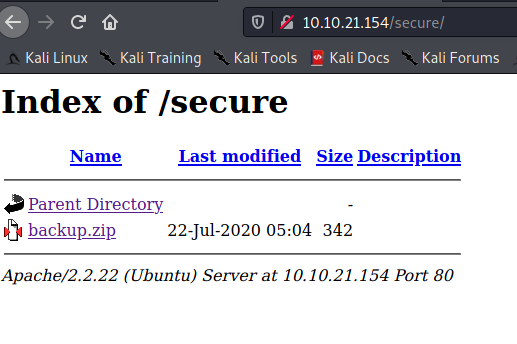 10.10.21.154/secure/
Kali Linux Kali Training Kali Tools Kali Docs Kali Forums
Index of /secure
Name Last modified Size Description
Parent Directory -
backup.zip 22-Jul-2020 05:04 342
Apache/2.2.22 (Ubuntu) Server at 10.10.21.154 Port 80